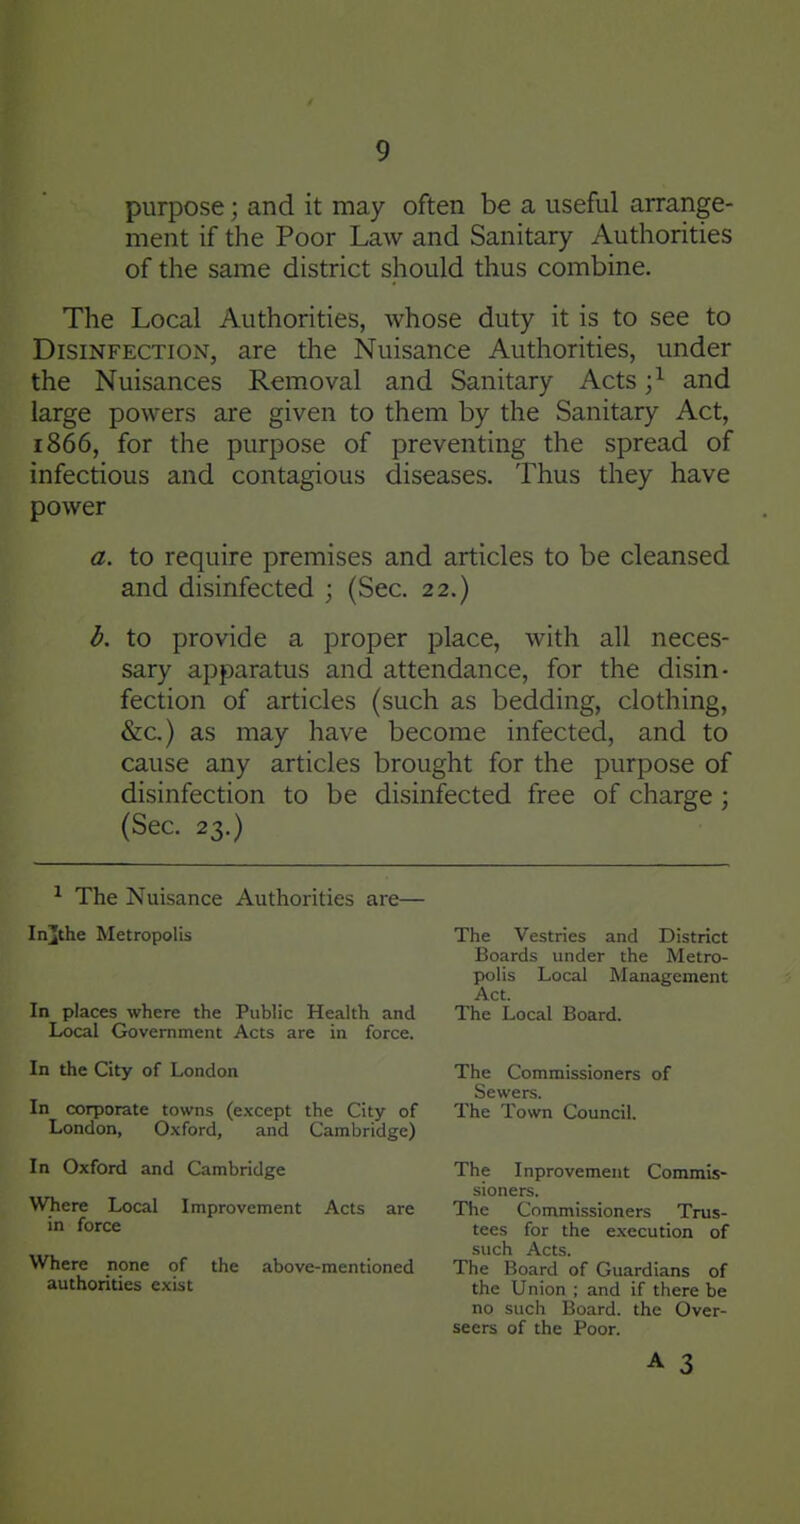 9
purpose; and it may often be a useful arrange-
ment if the Poor Law and Sanitary Authorities
of the same district should thus combine.
The Local Authorities, whose duty it is to see to
DISINFECTION, are the Nuisance Authorities, under
the Nuisances Removal and Sanitary Acts;¹ and
large powers are given to them by the Sanitary Act,
1866, for the purpose of preventing the spread of
infectious and contagious diseases. Thus they have
power
a. to require premises and articles to be cleansed
and disinfected ; (Sec. 22.)
b. to provide a proper place, with all neces-
sary apparatus and attendance, for the disin-
fection of articles (such as bedding, clothing,
&c.) as may have become infected, and to
cause any articles brought for the purpose of
disinfection to be disinfected free of charge ;
(Sec. 23.)
¹ The Nuisance Authorities are—
In]the Metropolis
The Vestries and District
Boards under the Metro-
polis Local Management
Act.
In places where the Public Health and
Local Government Acts are in force.
The Local Board.
In the City of London
The Commissioners of
Sewers.
In corporate towns (except the City of
London, Oxford, and Cambridge)
The Town Council.
In Oxford and Cambridge
The Inprovement Commis-
sioners.
Where Local Improvement Acts are
in force
The Commissioners Trus-
tees for the execution of
such Acts.
Where none of the above-mentioned
authorities exist
The Board of Guardians of
the Union ; and if there be
no such Board. the Over-
seers of the Poor.
A 3